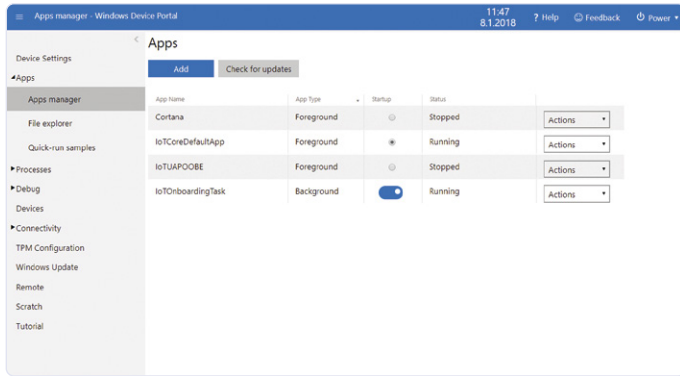 Apps manager - Windows Device Portal
11:47
8.1.2018
? Help
Feedback
Power
Device Settings
Apps
Apps manager
File explorer
Quick-run samples
Processes
Debug
Devices
Connectivity
TPM Configuration
Windows Update
Remote
Scratch
Tutorial
Apps
Add Check for updates
App Name App Type Startup Status
Cortana Foreground Stopped Actions
IoTCoreDefaultApp Foreground Running Actions
IoTUAPOOBE Foreground Stopped Actions
IoTOnboardingTask Background Running Actions